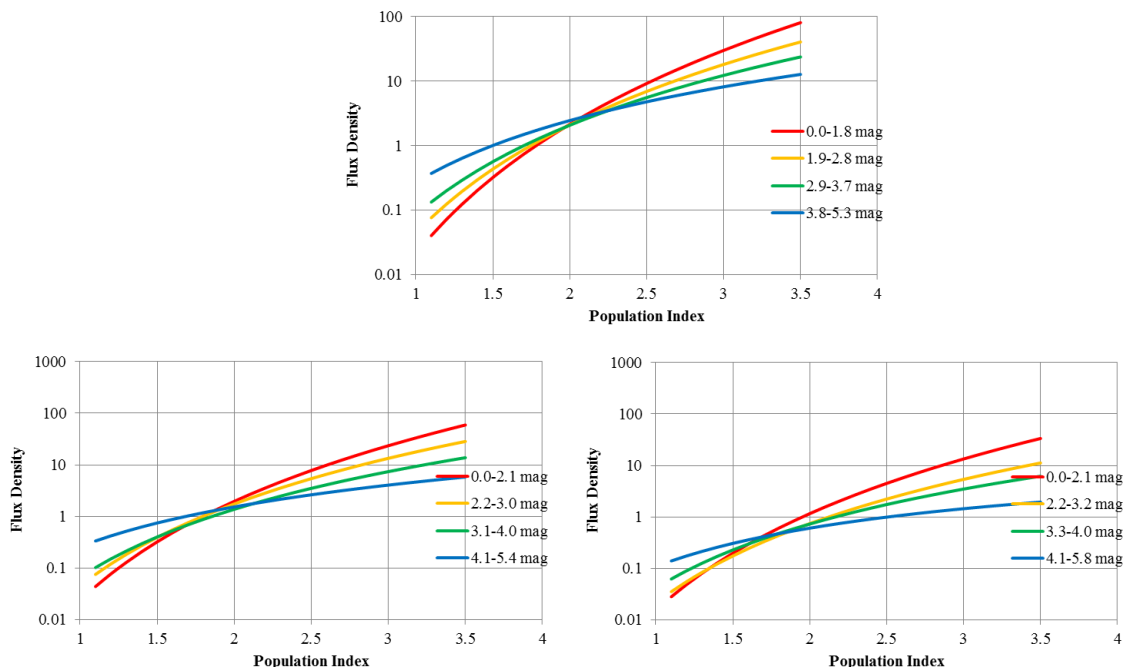 100
10
1
0.1
0.01
Flux Density
1 1.5 2 2.5 3 3.5 4
Population Index
0.0-1.8 mag
1.9-2.8 mag
2.9-3.7 mag
3.8-5.3 mag
1000
100
10
1
0.1
0.01
Flux Density
1 1.5 2 2.5 3 3.5 4
Population Index
0.0-2.1 mag
2.2-3.0 mag
3.1-4.0 mag
4.1-5.4 mag
1000
100
10
1
0.1
0.01
Flux Density
1 1.5 2 2.5 3 3.5 4
Population Index
0.0-2.1 mag
2.2-3.2 mag
3.3-4.0 mag
4.1-5.8 mag